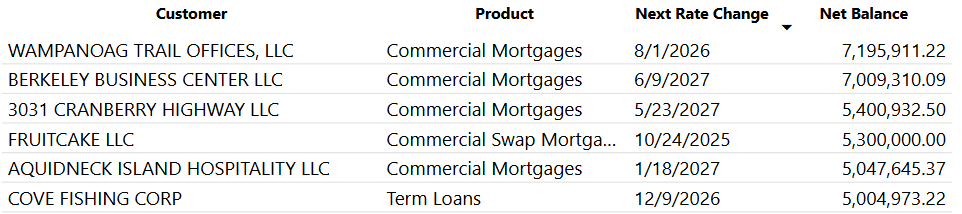 Customer Product Next Rate Change Net Balance
WAMPANOAG TRAIL OFFICES, LLC Commercial Mortgages 8/1/2026 7,195,911.22
BERKELEY BUSINESS CENTER LLC Commercial Mortgages 6/9/2027 7,009,310.09
3031 CRANBERRY HIGHWAY LLC Commercial Mortgages 5/23/2027 5,400,932.50
FRUITCAKE LLC Commercial Swap Mortga... 10/24/2025 5,300,000.00
AQUIDNECK ISLAND HOSPITALITY LLC Commercial Mortgages 1/18/2027 5,047,645.37
COVE FISHING CORP Term Loans 12/9/2026 5,004,973.22